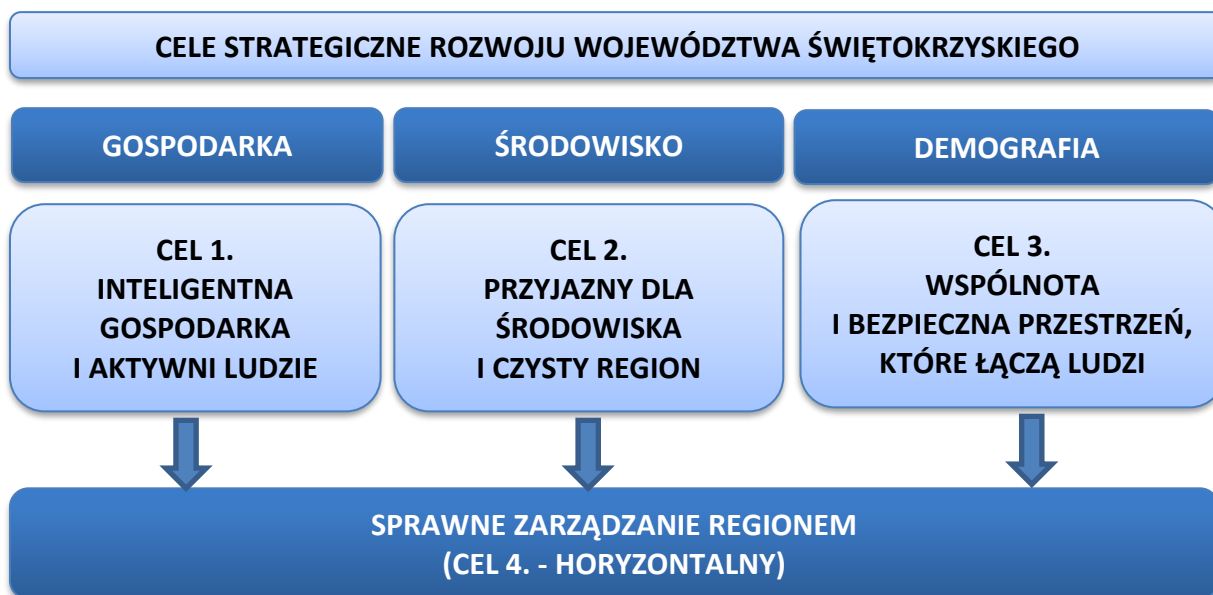 CELE STRATEGICZNE ROZWOJU WOJEWÓDZTWA ŚWIĘTOKRZYSKIEGO
GOSPODARKA
ŚRODOWISKO
DEMOGRAFIA
CEL 1.
INTELIGENTNA
GOSPODARKA
I AKTYWNI LUDZIE
CEL 2.
PRZYJAZNY DLA
ŚRODOWISKA
I CZYSTY REGION
CEL 3.
WSPÓLNOTA
I BEZPIECZNA PRZESTRZEŃ,
KTÓRE ŁĄCZĄ LUDZI
SPRAWNE ZARZĄDZANIE REGIONEM
(CEL 4. - HORYZONTALNY)